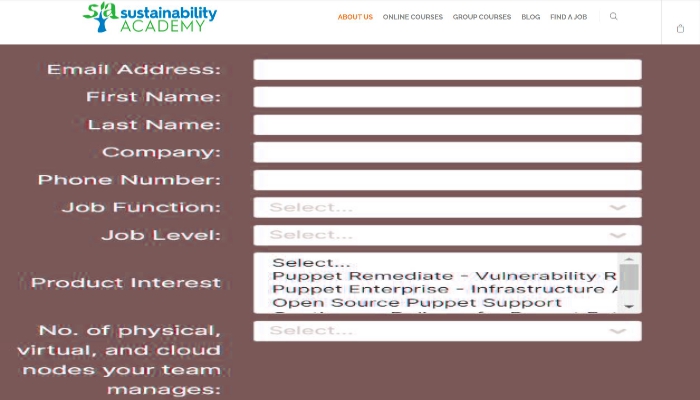 sustainability
ACADEMY
ABOUT US
ONLINE COURSES
GROUP COURSES
BLOG
FIND A JOB
Email Address:
First Name:
Last Name:
Company:
Phone Number:
Job Function:
Select...
Job Level:
Select...
Product Interest
Select...
Puppet Remediate - Vulnerability R
Puppet Enterprise - Infrastructure
Open Source Puppet Support
No. of physical,
virtual, and cloud
nodes your team
manages:
Select...